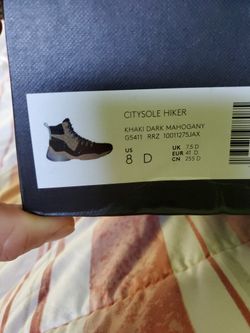 CITYSOLE HIKER
KHAKI DARK MAHOGANY
G5411 RRZ 10011275JAX
US
8 D
UK 7.5 D
EUR 41 D
CN 255 D